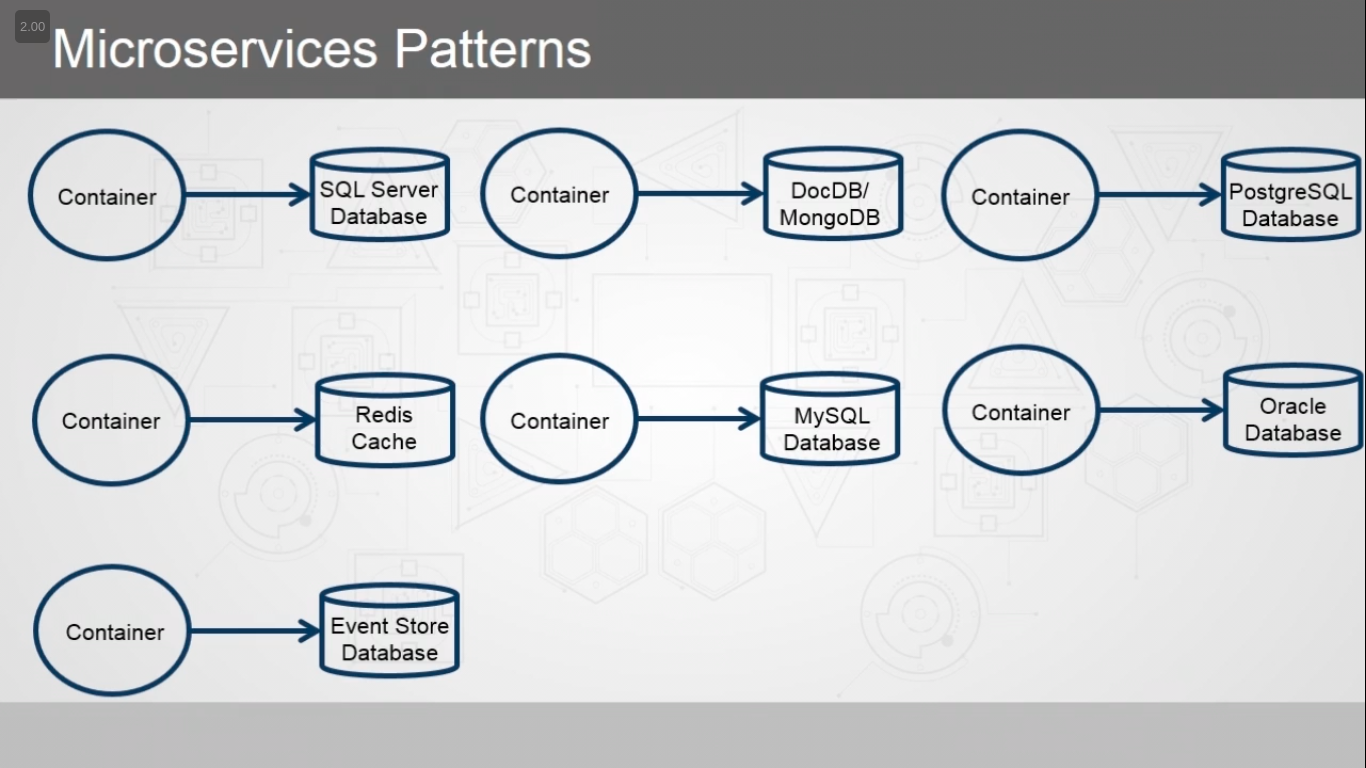 2.00
Microservices Patterns
Container
SQL Server
Database
Container
DocDB/
MongoDB
Container
PostgreSQL
Database
Container
Redis
Cache
Container
MySQL
Database
Container
Oracle
Database
Container
Event Store
Database